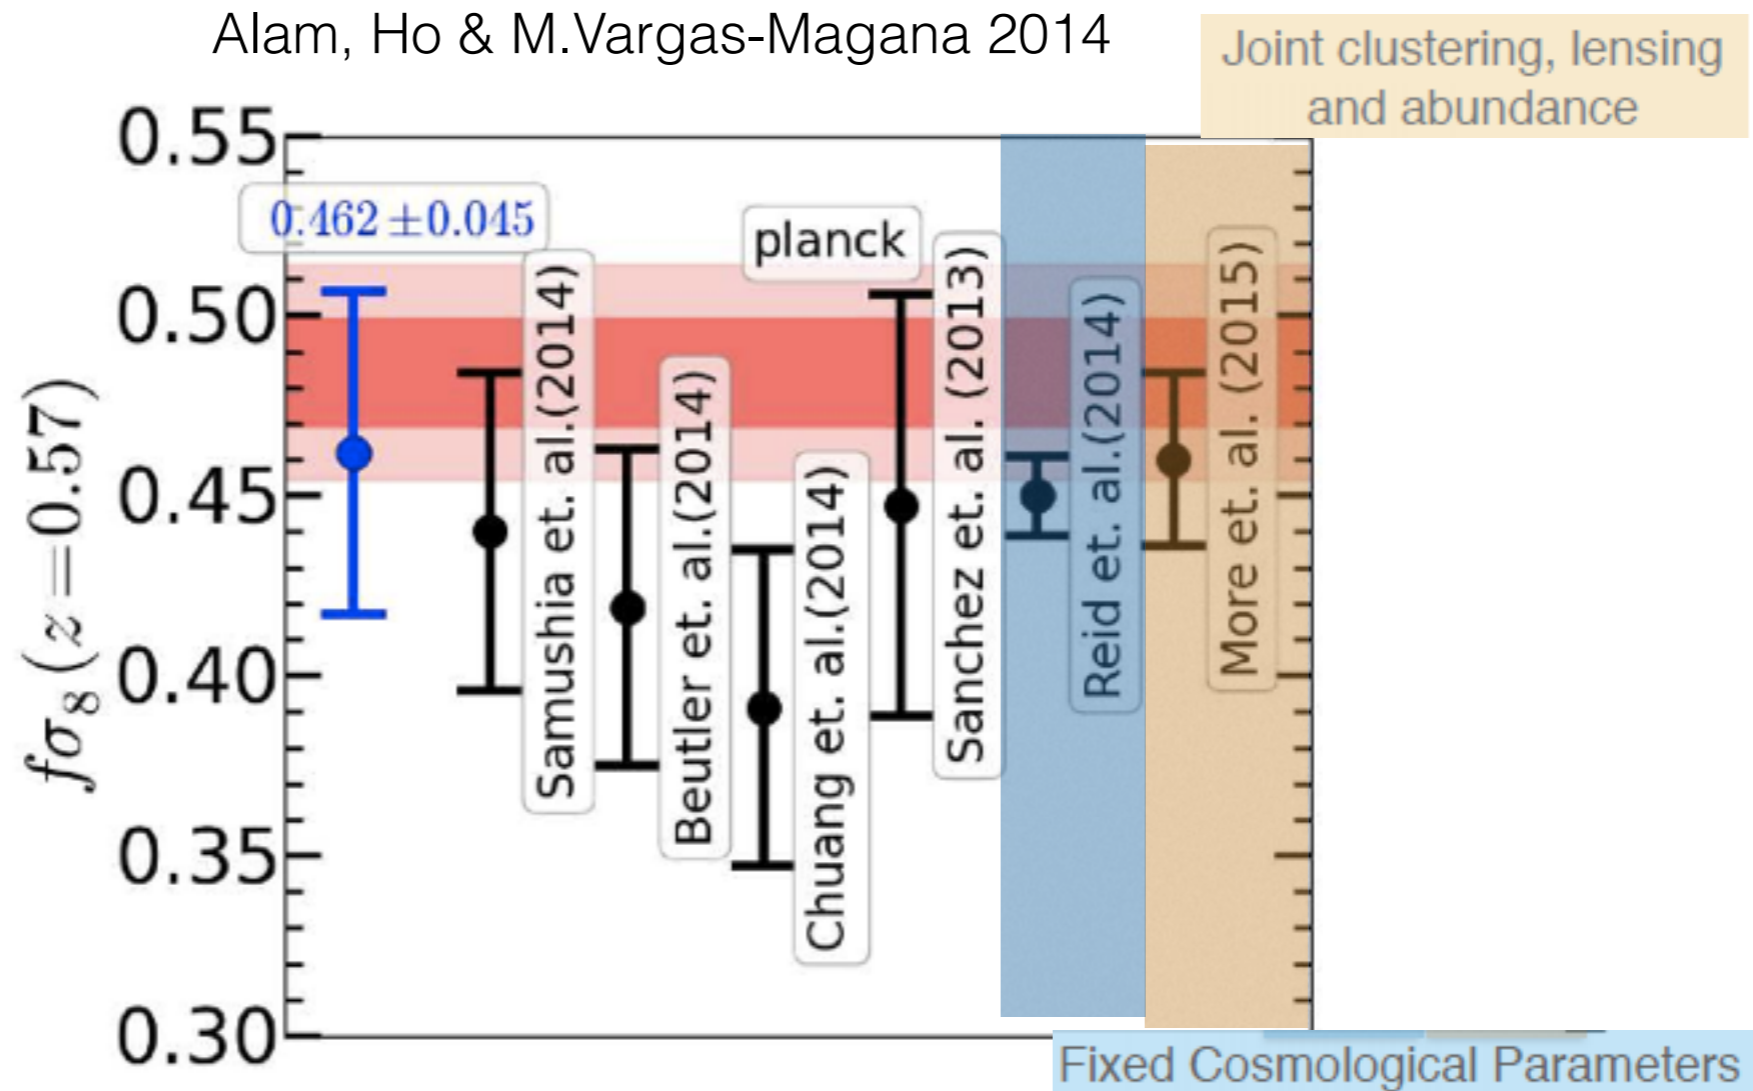 Alam, Ho & M.Vargas-Magana 2014
Joint clustering, lensing
and abundance
0.55
0.50
0.45
0.40
0.35
0.30
fσ₈(z=0.57)
0.462 ±0.045
Samushia et. al.(2014)
Beutler et. al.(2014)
Chuang et. al.(2014)
planck
Sanchez et. al. (2013)
Reid et. al.(2014)
More et. al. (2015)
Fixed Cosmological Parameters